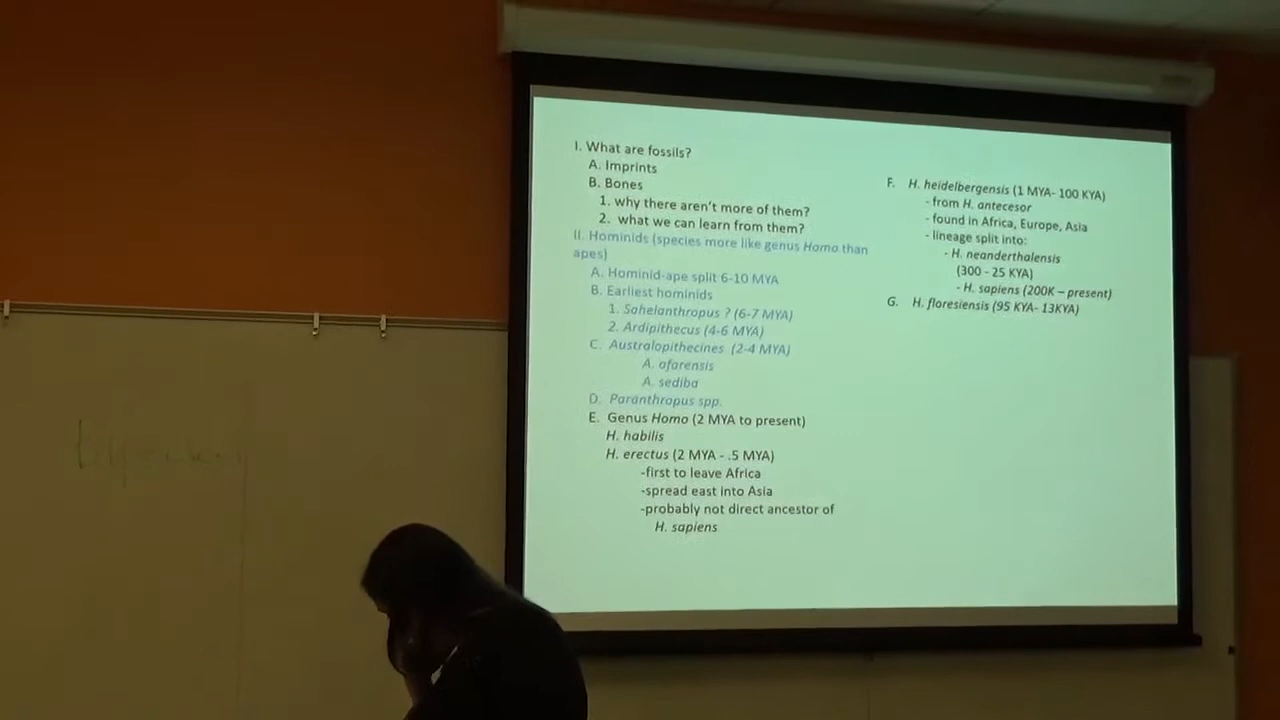 I. What are fossils?
A. Imprints
B. Bones
1. why there aren't more of them?
2. what we can learn from them?
II. Hominids (species more like genus Homo than
apes)
A. Hominid-ape split 6-10 MYA
B. Earliest hominids
1. Sahelanthropus ? (6-7 MYA)
2. Ardipithecus (4-6 MYA)
C. Australopithecines (2-4 MYA)
A. afarensis
A. sediba
D. Paranthropus spp.
E. Genus Homo (2 MYA to present)
H. habilis
H. erectus (2 MYA - .5 MYA)
-first to leave Africa
-spread east into Asia
-probably not direct ancestor of
H. sapiens
F. H. heidelbergensis (1 MYA- 100 KYA)
- from H. antecesor
- found in Africa, Europe, Asia
- lineage split into:
- H. neanderthalensis
(300 - 25 KYA)
- H. sapiens (200K – present)
G. H. floresiensis (95 KYA- 13KYA)